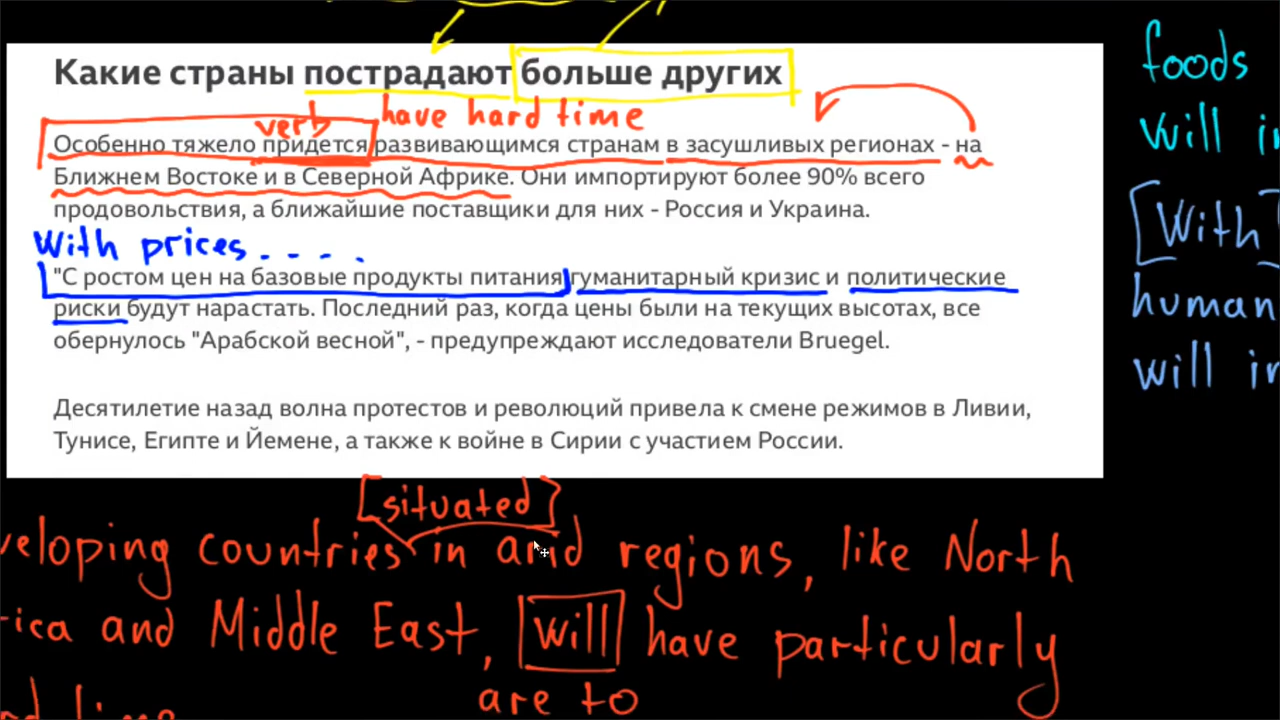 Какие страны пострадают больше других
verb have hard time
Особенно тяжело придется развивающимся странам в засушливых регионах - на
Ближнем Востоке и в Северной Африке. Они импортируют более 90% всего
продовольствия, а ближайшие поставщики для них - Россия и Украина.
With prices . . . .
"С ростом цен на базовые продукты питания гуманитарный кризис и политические
риски будут нарастать. Последний раз, когда цены были на текущих высотах, все
обернулось "Арабской весной", - предупреждают исследователи Bruegel.
Десятилетие назад волна протестов и революций привела к смене режимов в Ливии,
Тунисе, Египте и Йемене, а также к войне в Сирии с участием России.
[situated]
veloping countries in arid regions, like North
rica and Middle East, will have particularly
are to
rd time
foods
will in
[With
human
will in